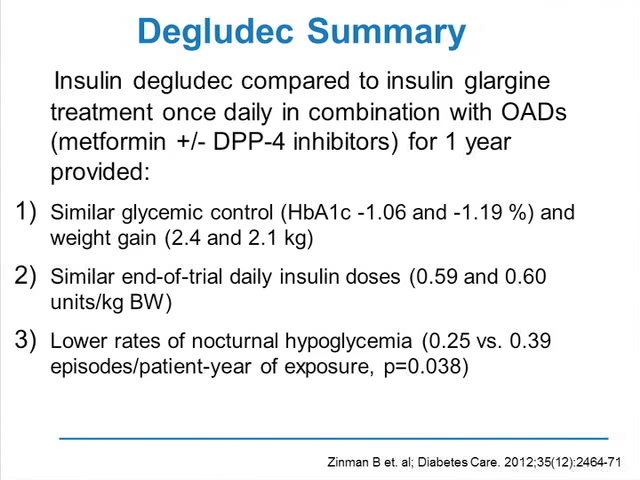 Degludec Summary
Insulin degludec compared to insulin glargine
treatment once daily in combination with OADs
(metformin +/- DPP-4 inhibitors) for 1 year
provided:
1) Similar glycemic control (HbA1c -1.06 and -1.19 %) and
weight gain (2.4 and 2.1 kg)
2) Similar end-of-trial daily insulin doses (0.59 and 0.60
units/kg BW)
3) Lower rates of nocturnal hypoglycemia (0.25 vs. 0.39
episodes/patient-year of exposure, p=0.038)
Zinman B et. al; Diabetes Care. 2012;35(12):2464-71